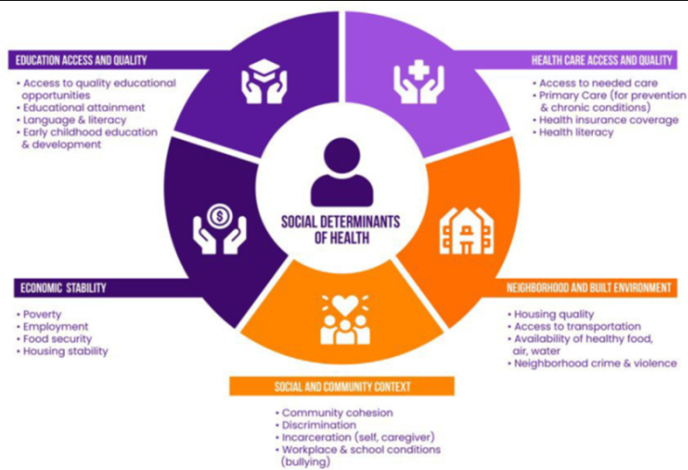 EDUCATION ACCESS AND QUALITY
• Access to quality educational
opportunities
• Educational attainment
• Language & literacy
• Early childhood education
& development
HEALTH CARE ACCESS AND QUALITY
• Access to needed care
• Primary Care (for prevention
& chronic conditions)
• Health insurance coverage
• Health literacy
$
SOCIAL DETERMINANTS
OF HEALTH
ECONOMIC STABILITY
• Poverty
• Employment
• Food security
• Housing stability
NEIGHBORHOOD AND BUILT ENVIRONMENT
• Housing quality
• Access to transportation
• Availability of healthy food,
air, water
• Neighborhood crime & violence
SOCIAL AND COMMUNITY CONTEXT
• Community cohesion
• Discrimination
• Incarceration (self, caregiver)
• Workplace & school conditions
(bullying)